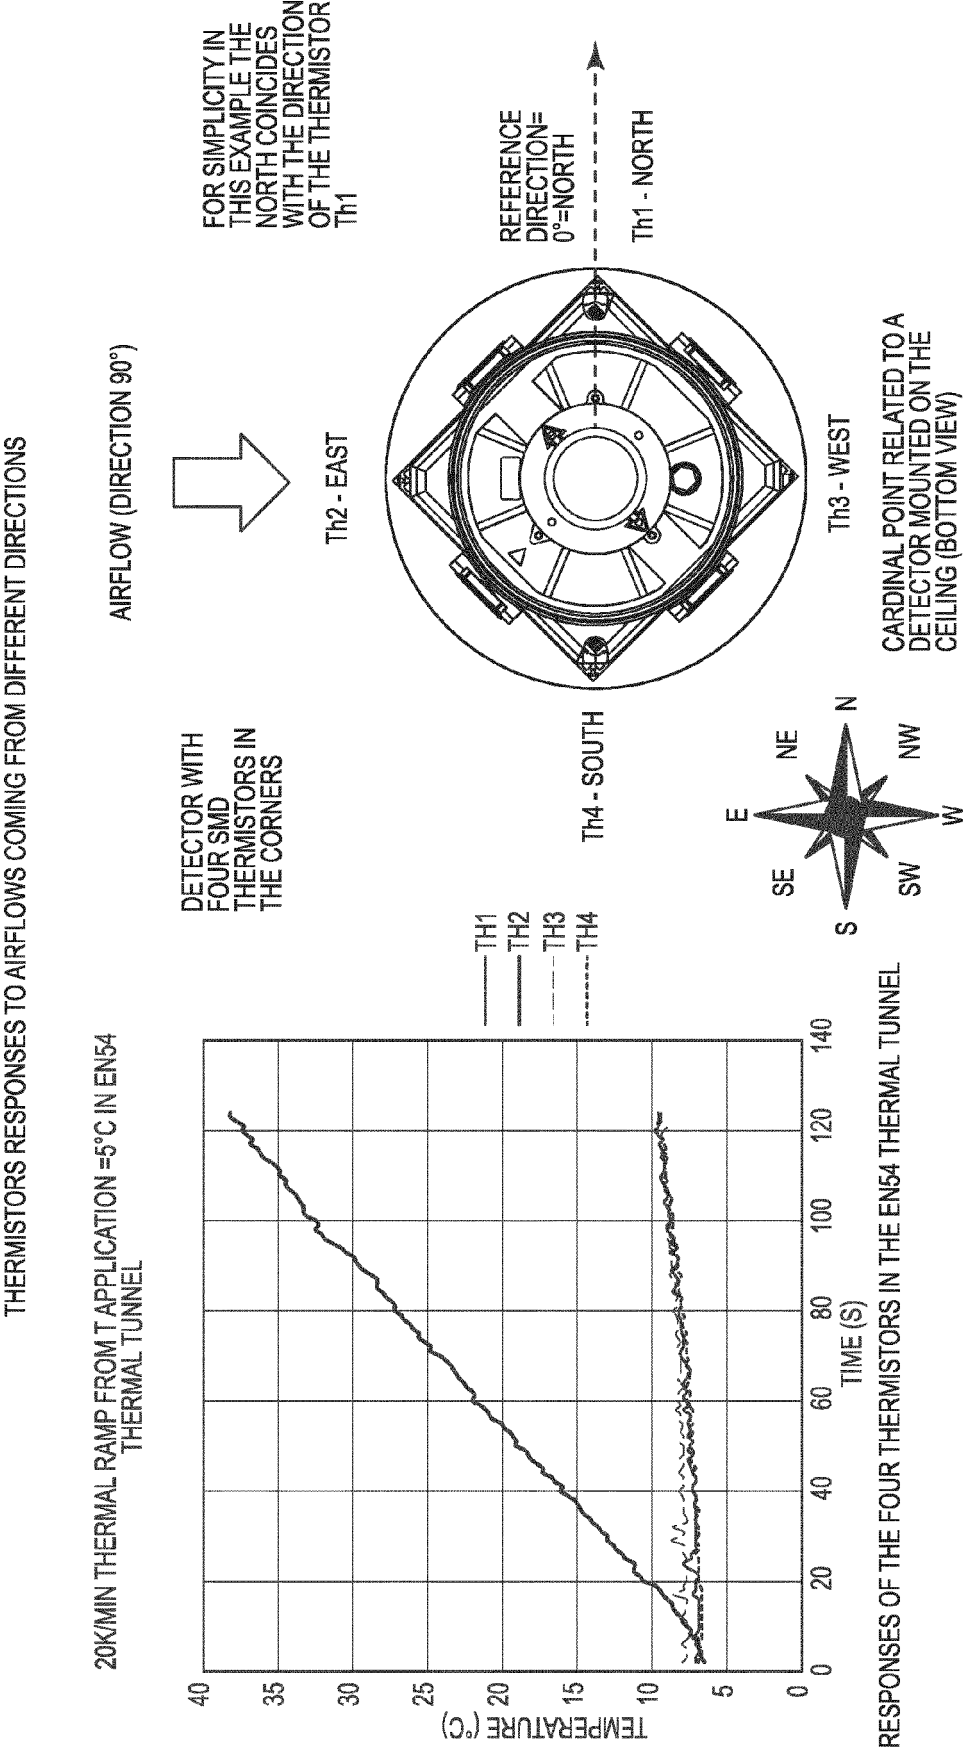 THERMISTORS RESPONSES TO AIRFLOWS COMING FROM DIFFERENT DIRECTIONS
20K/MIN THERMAL RAMP FROM T APPLICATION =5°C IN EN54
THERMAL TUNNEL
40
35
30
25
20
15
10
5
0
TEMPERATURE (°C)
0
20
40
60
80
100
120
140
TIME (S)
TH1
TH2
TH3
TH4
RESPONSES OF THE FOUR THERMISTORS IN THE EN54 THERMAL TUNNEL
DETECTOR WITH
FOUR SMD
THERMISTORS IN
THE CORNERS
AIRFLOW (DIRECTION 90°)
Th2 - EAST
Th4 - SOUTH
Th3 - WEST
FOR SIMPLICITY IN
THIS EXAMPLE THE
NORTH COINCIDES
WITH THE DIRECTION
OF THE THERMISTOR
Th1
REFERENCE
DIRECTION=
0°=NORTH
Th1 - NORTH
E
SE
NE
S
N
SW
NW
W
CARDINAL POINT RELATED TO A
DETECTOR MOUNTED ON THE
CEILING (BOTTOM VIEW)